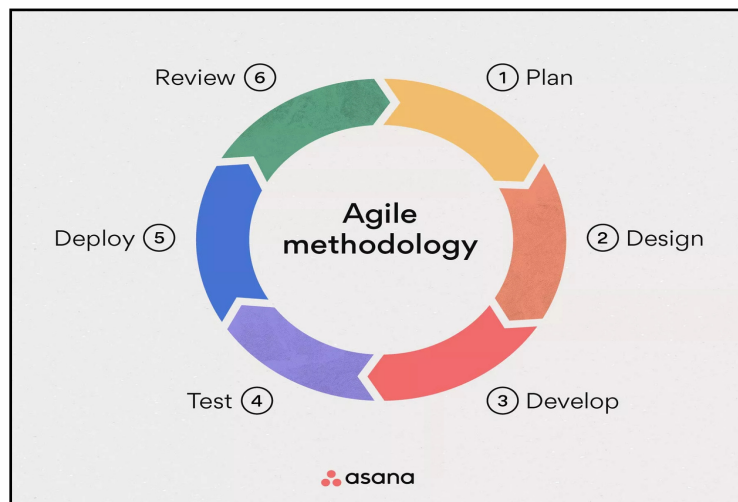 Agile
methodology
1 Plan
2 Design
3 Develop
Test 4
Deploy 5
Review 6
asana